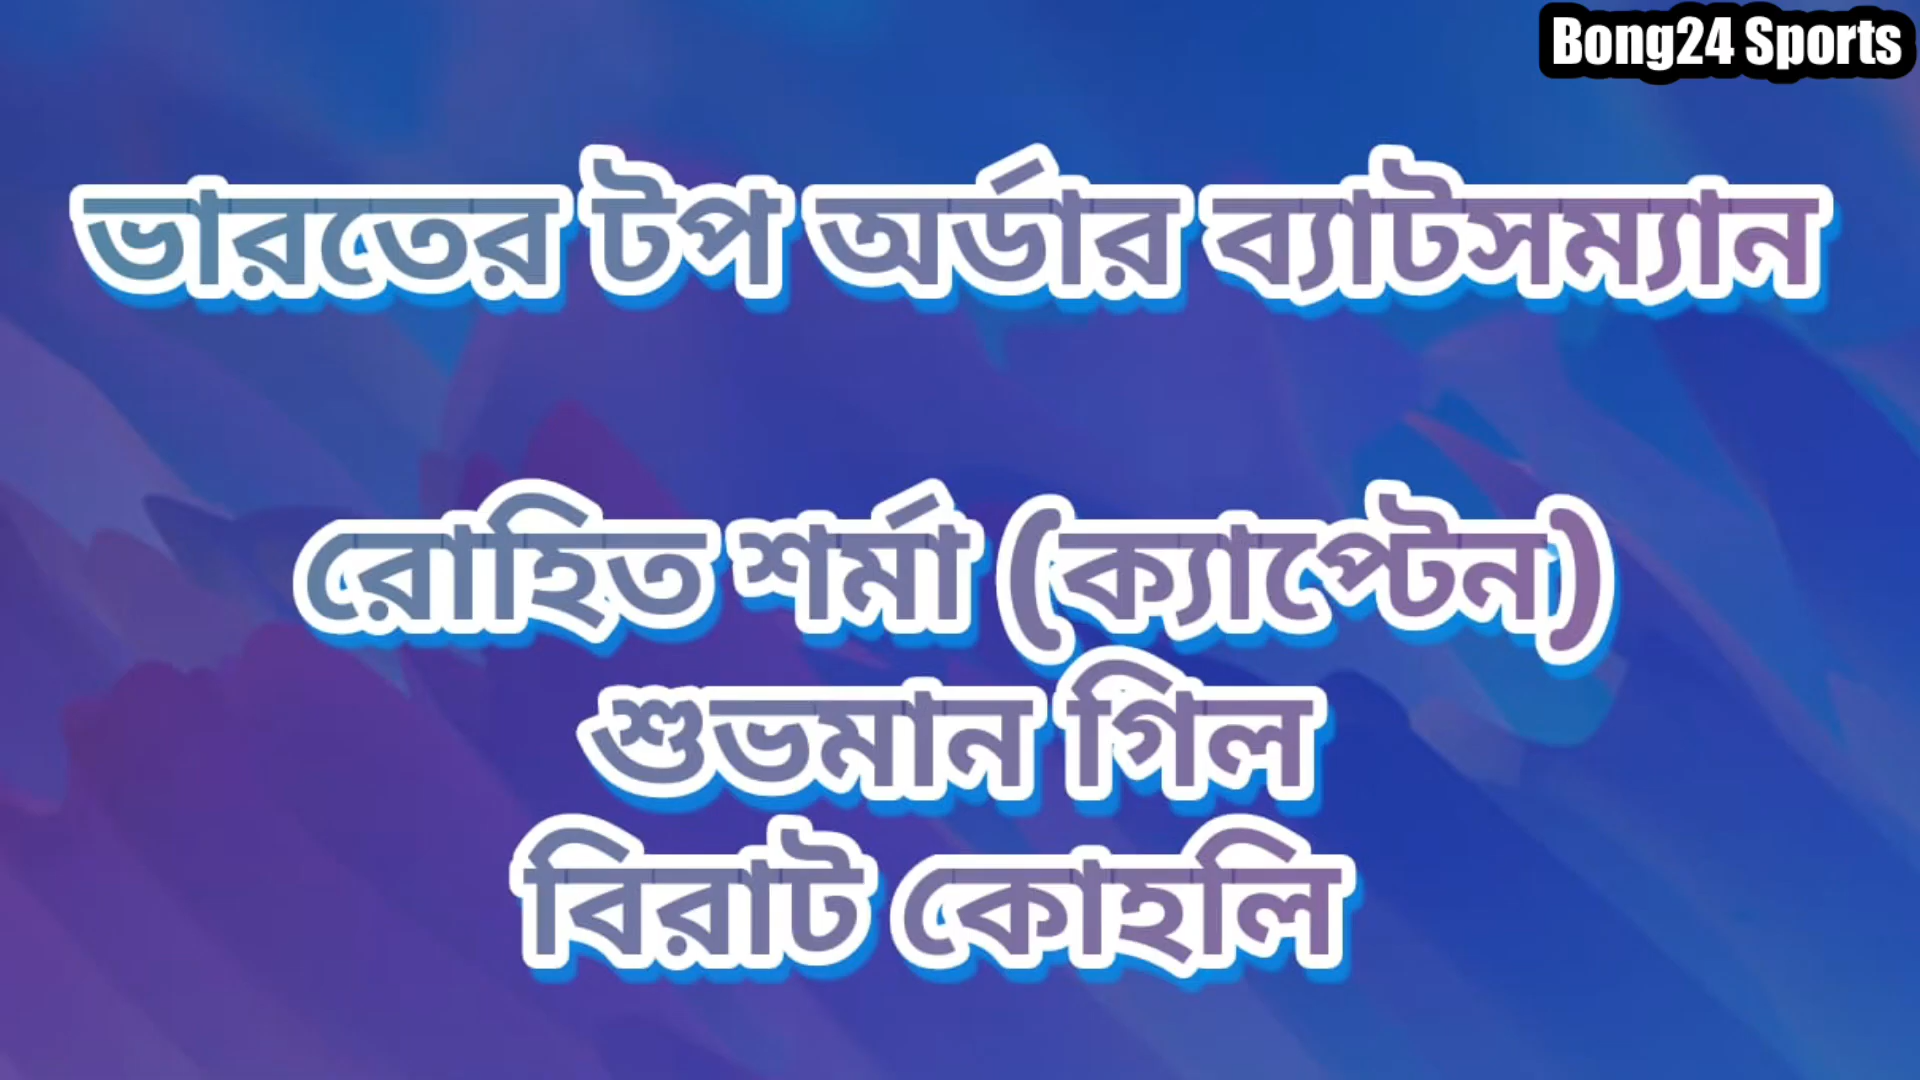 Bong24 Sports
ভারতের টপ অর্ডার ব্যাটসম্যান
রোহিত শর্মা (ক্যাপ্টেন)
শুভমান গিল
বিরাট কোহলি